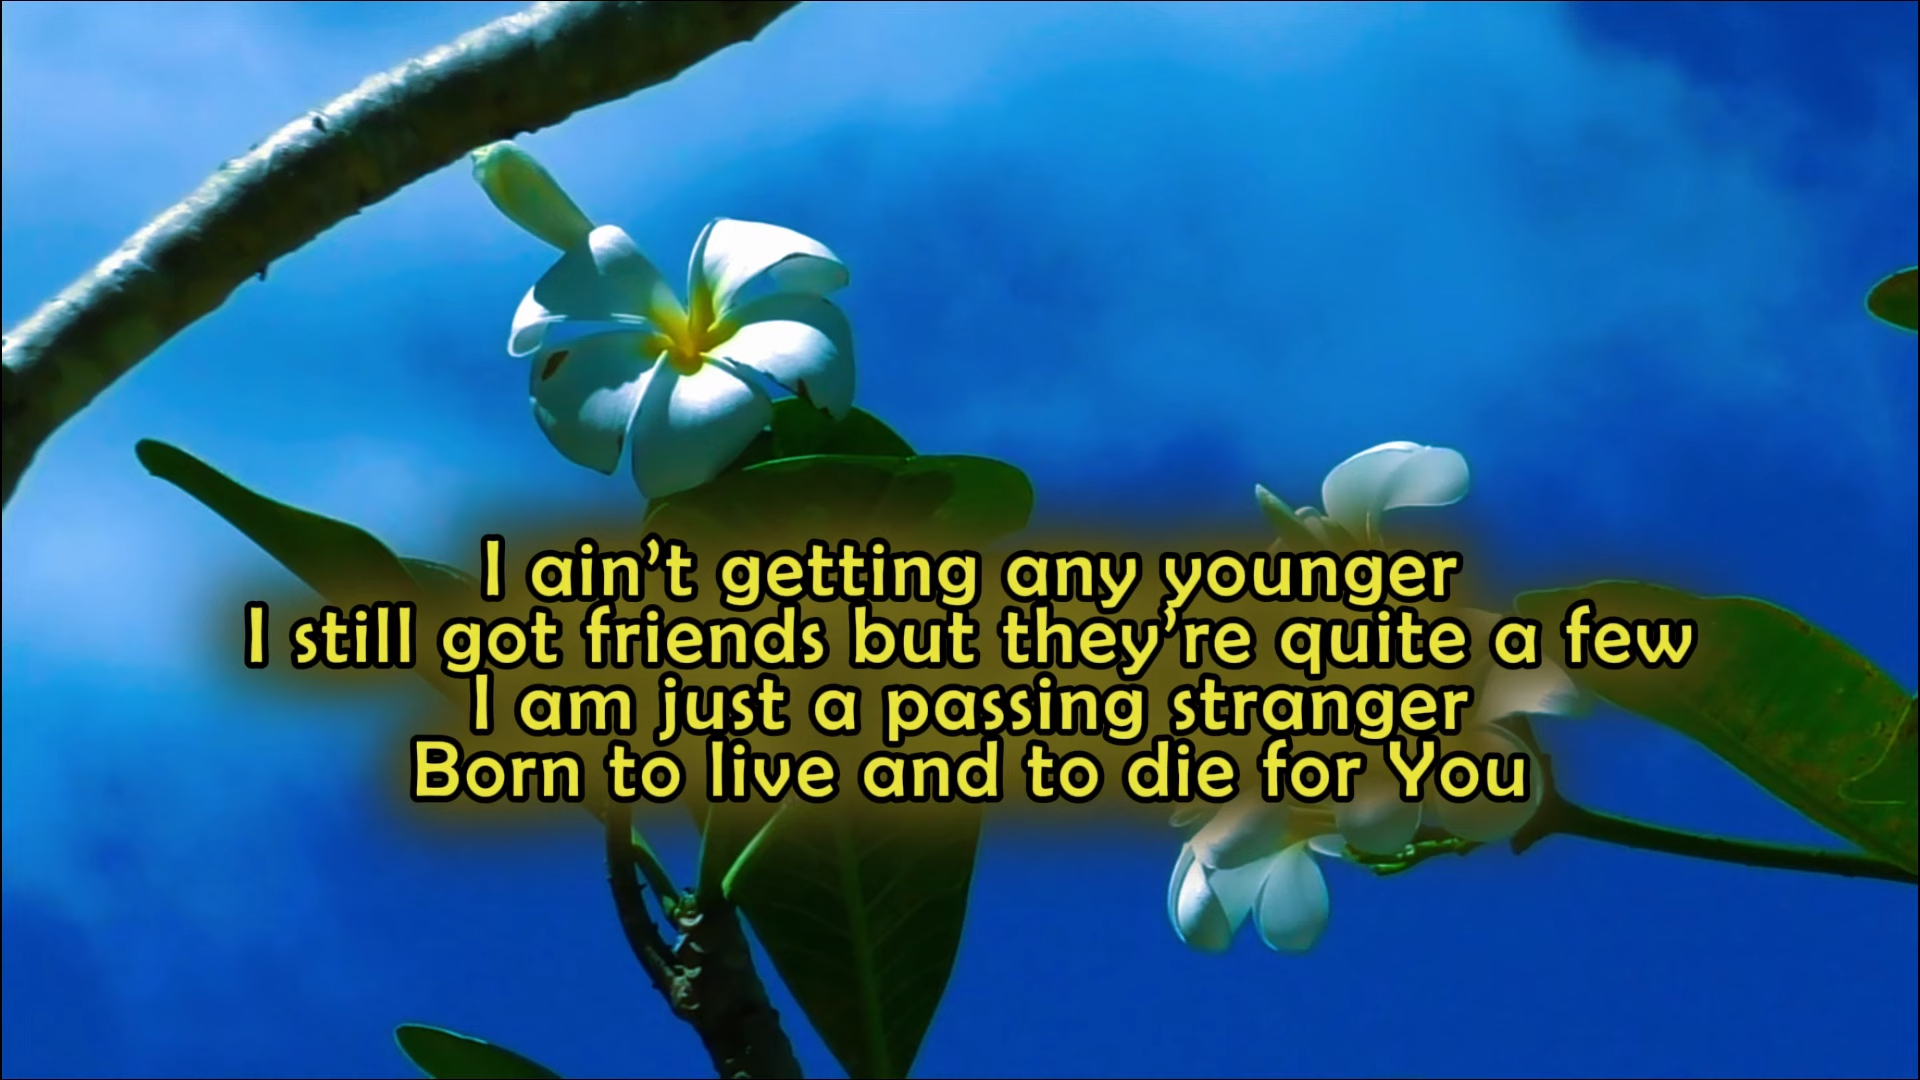 I ain’t getting any younger
I still got friends but they’re quite a few
I am just a passing stranger
Born to live and to die for You